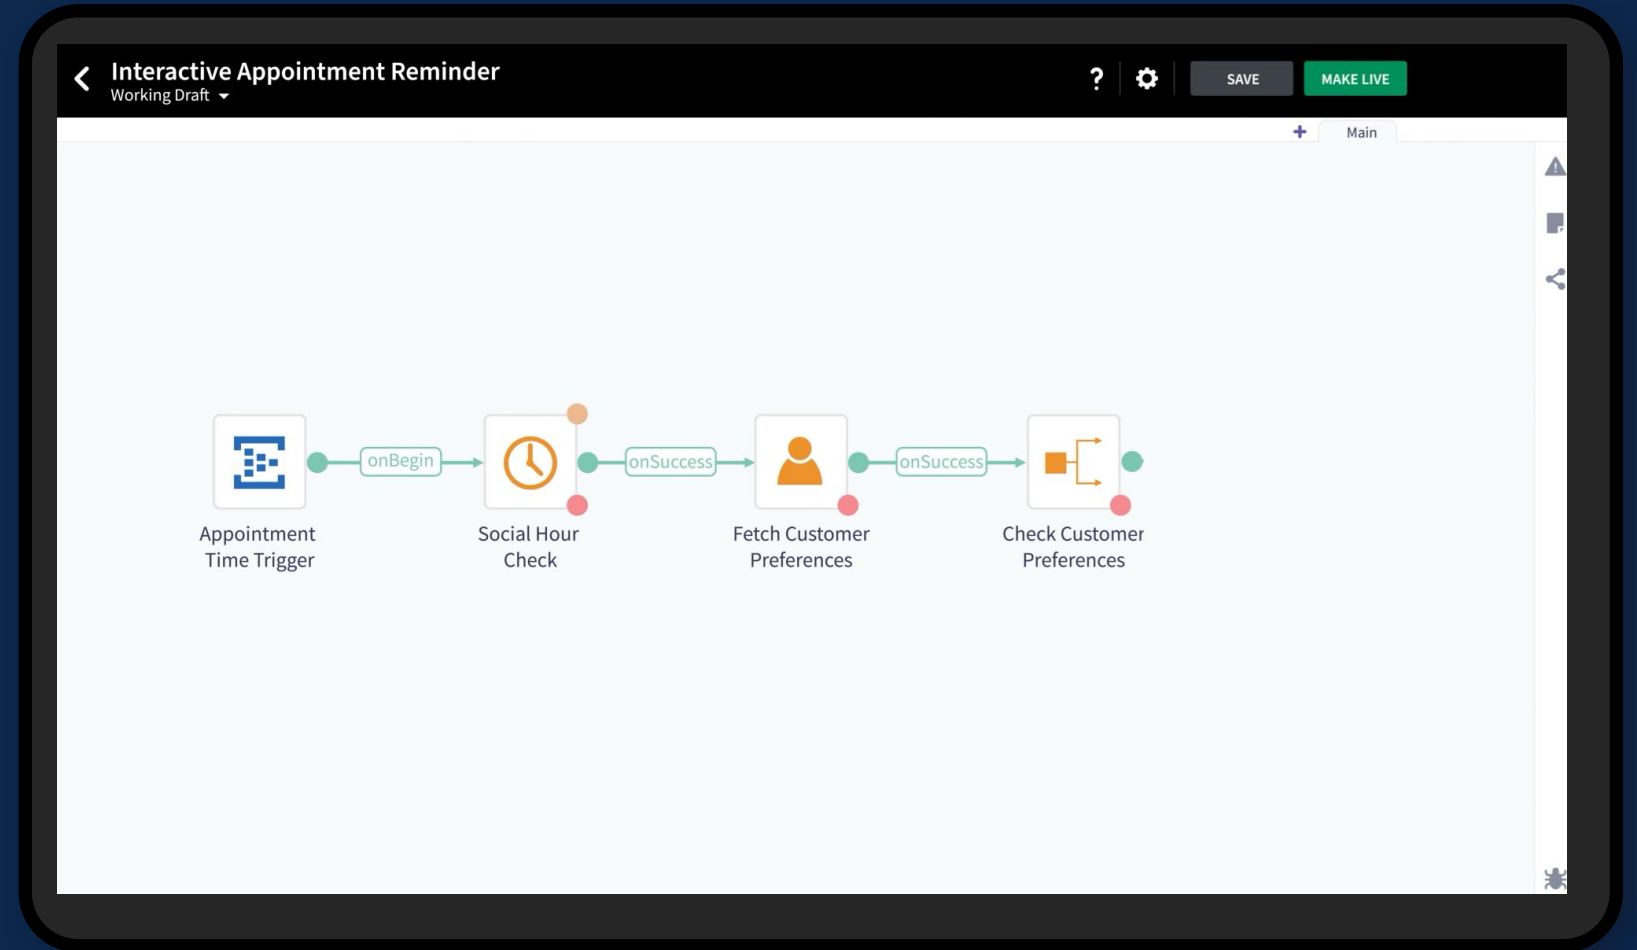 Interactive Appointment Reminder
Working Draft
?
SAVE
MAKE LIVE
+
Main
onBegin
onSuccess
onSuccess
Appointment
Time Trigger
Social Hour
Check
Fetch Customer
Preferences
Check Customer
Preferences